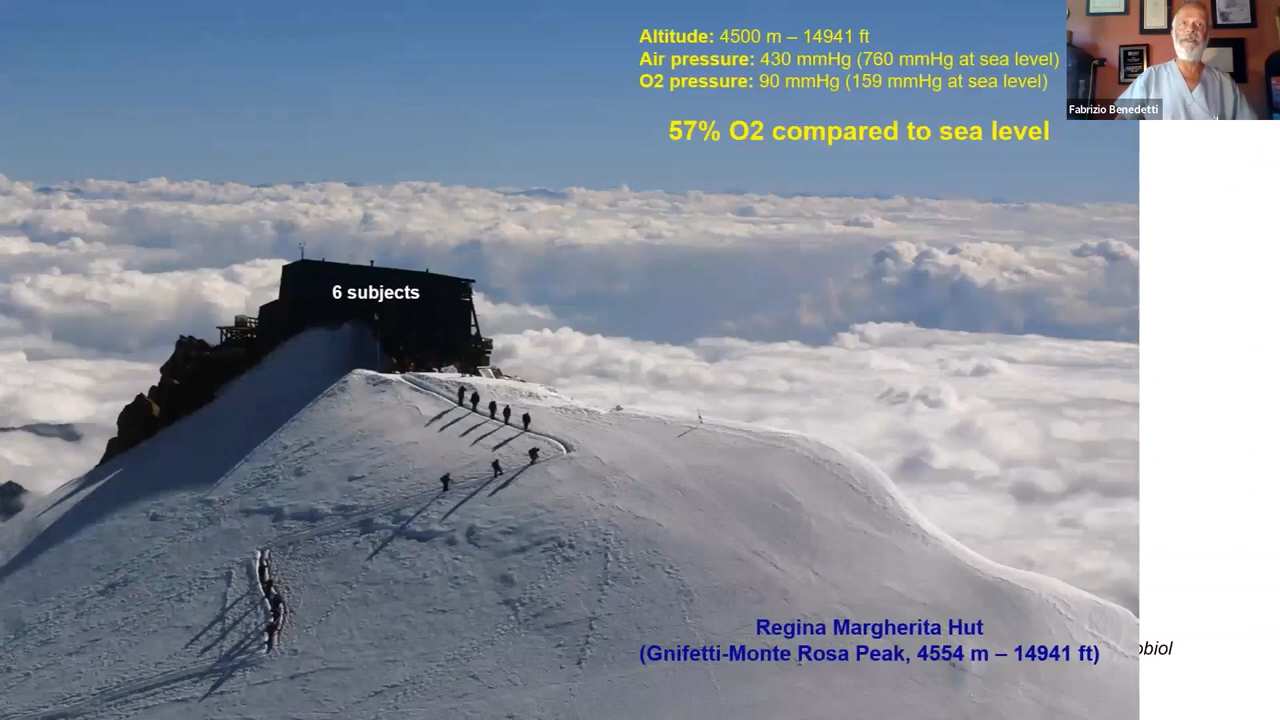 Altitude: 4500 m – 14941 ft
Air pressure: 430 mmHg (760 mmHg at sea level)
O2 pressure: 90 mmHg (159 mmHg at sea level)
57% O2 compared to sea level
Fabrizio Benedetti
6 subjects
Regina Margherita Hut
(Gnifetti-Monte Rosa Peak, 4554 m – 14941 ft)
obiol